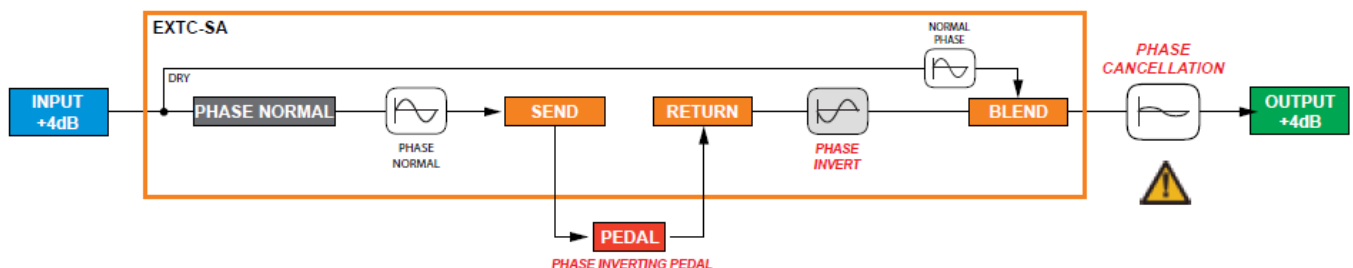 EXTC-SA
NORMAL
PHASE
PHASE
CANCELLATION
DRY
INPUT
+4dB
PHASE NORMAL
SEND
RETURN
BLEND
OUTPUT
+4dB
PHASE
NORMAL
PHASE
INVERT
PEDAL
PHASE INVERTING PEDAL